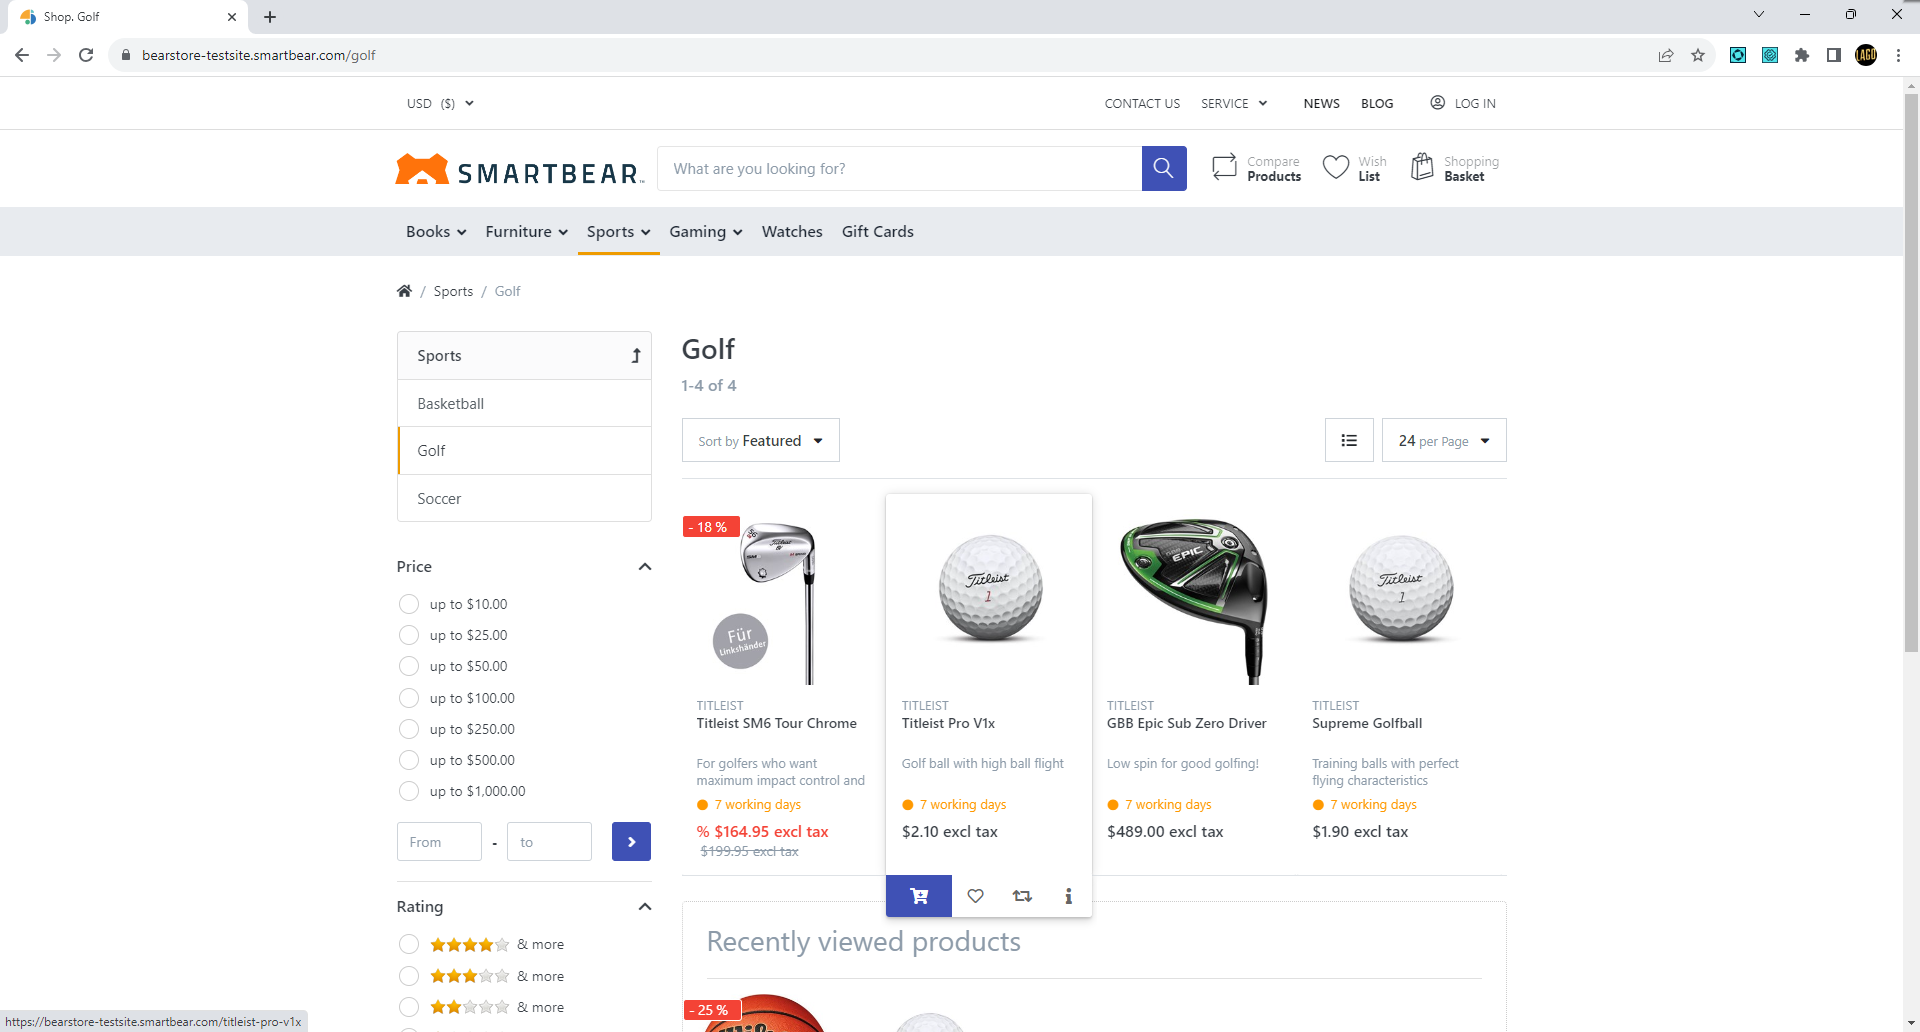 Shop. Golf
bearstore-testsite.smartbear.com/golf
LAGO
USD ($)
CONTACT US
SERVICE
NEWS
BLOG
LOG IN
SMARTBEAR
What are you looking for?
Compare
Products
Wish
List
Shopping
Basket
Books
Furniture
Sports
Gaming
Watches
Gift Cards
/ Sports / Golf
Sports
Basketball
Golf
Soccer
Golf
1-4 of 4
Sort by Featured
24 per Page
Price
up to $10.00
up to $25.00
up to $50.00
up to $100.00
up to $250.00
up to $500.00
up to $1,000.00
From - to
Rating
& more
& more
& more
- 18 %
Titleist
Für
Linkshänder
TITLEIST
Titleist SM6 Tour Chrome
For golfers who want
maximum impact control and
7 working days
% $164.95 excl tax
$199.95 excl tax
Titleist
1
TITLEIST
Titleist Pro V1x
Golf ball with high ball flight
7 working days
$2.10 excl tax
EPIC
TITLEIST
GBB Epic Sub Zero Driver
Low spin for good golfing!
7 working days
$489.00 excl tax
Titleist
1
TITLEIST
Supreme Golfball
Training balls with perfect
flying characteristics
7 working days
$1.90 excl tax
Recently viewed products
- 25 %
https://bearstore-testsite.smartbear.com/titleist-pro-v1x